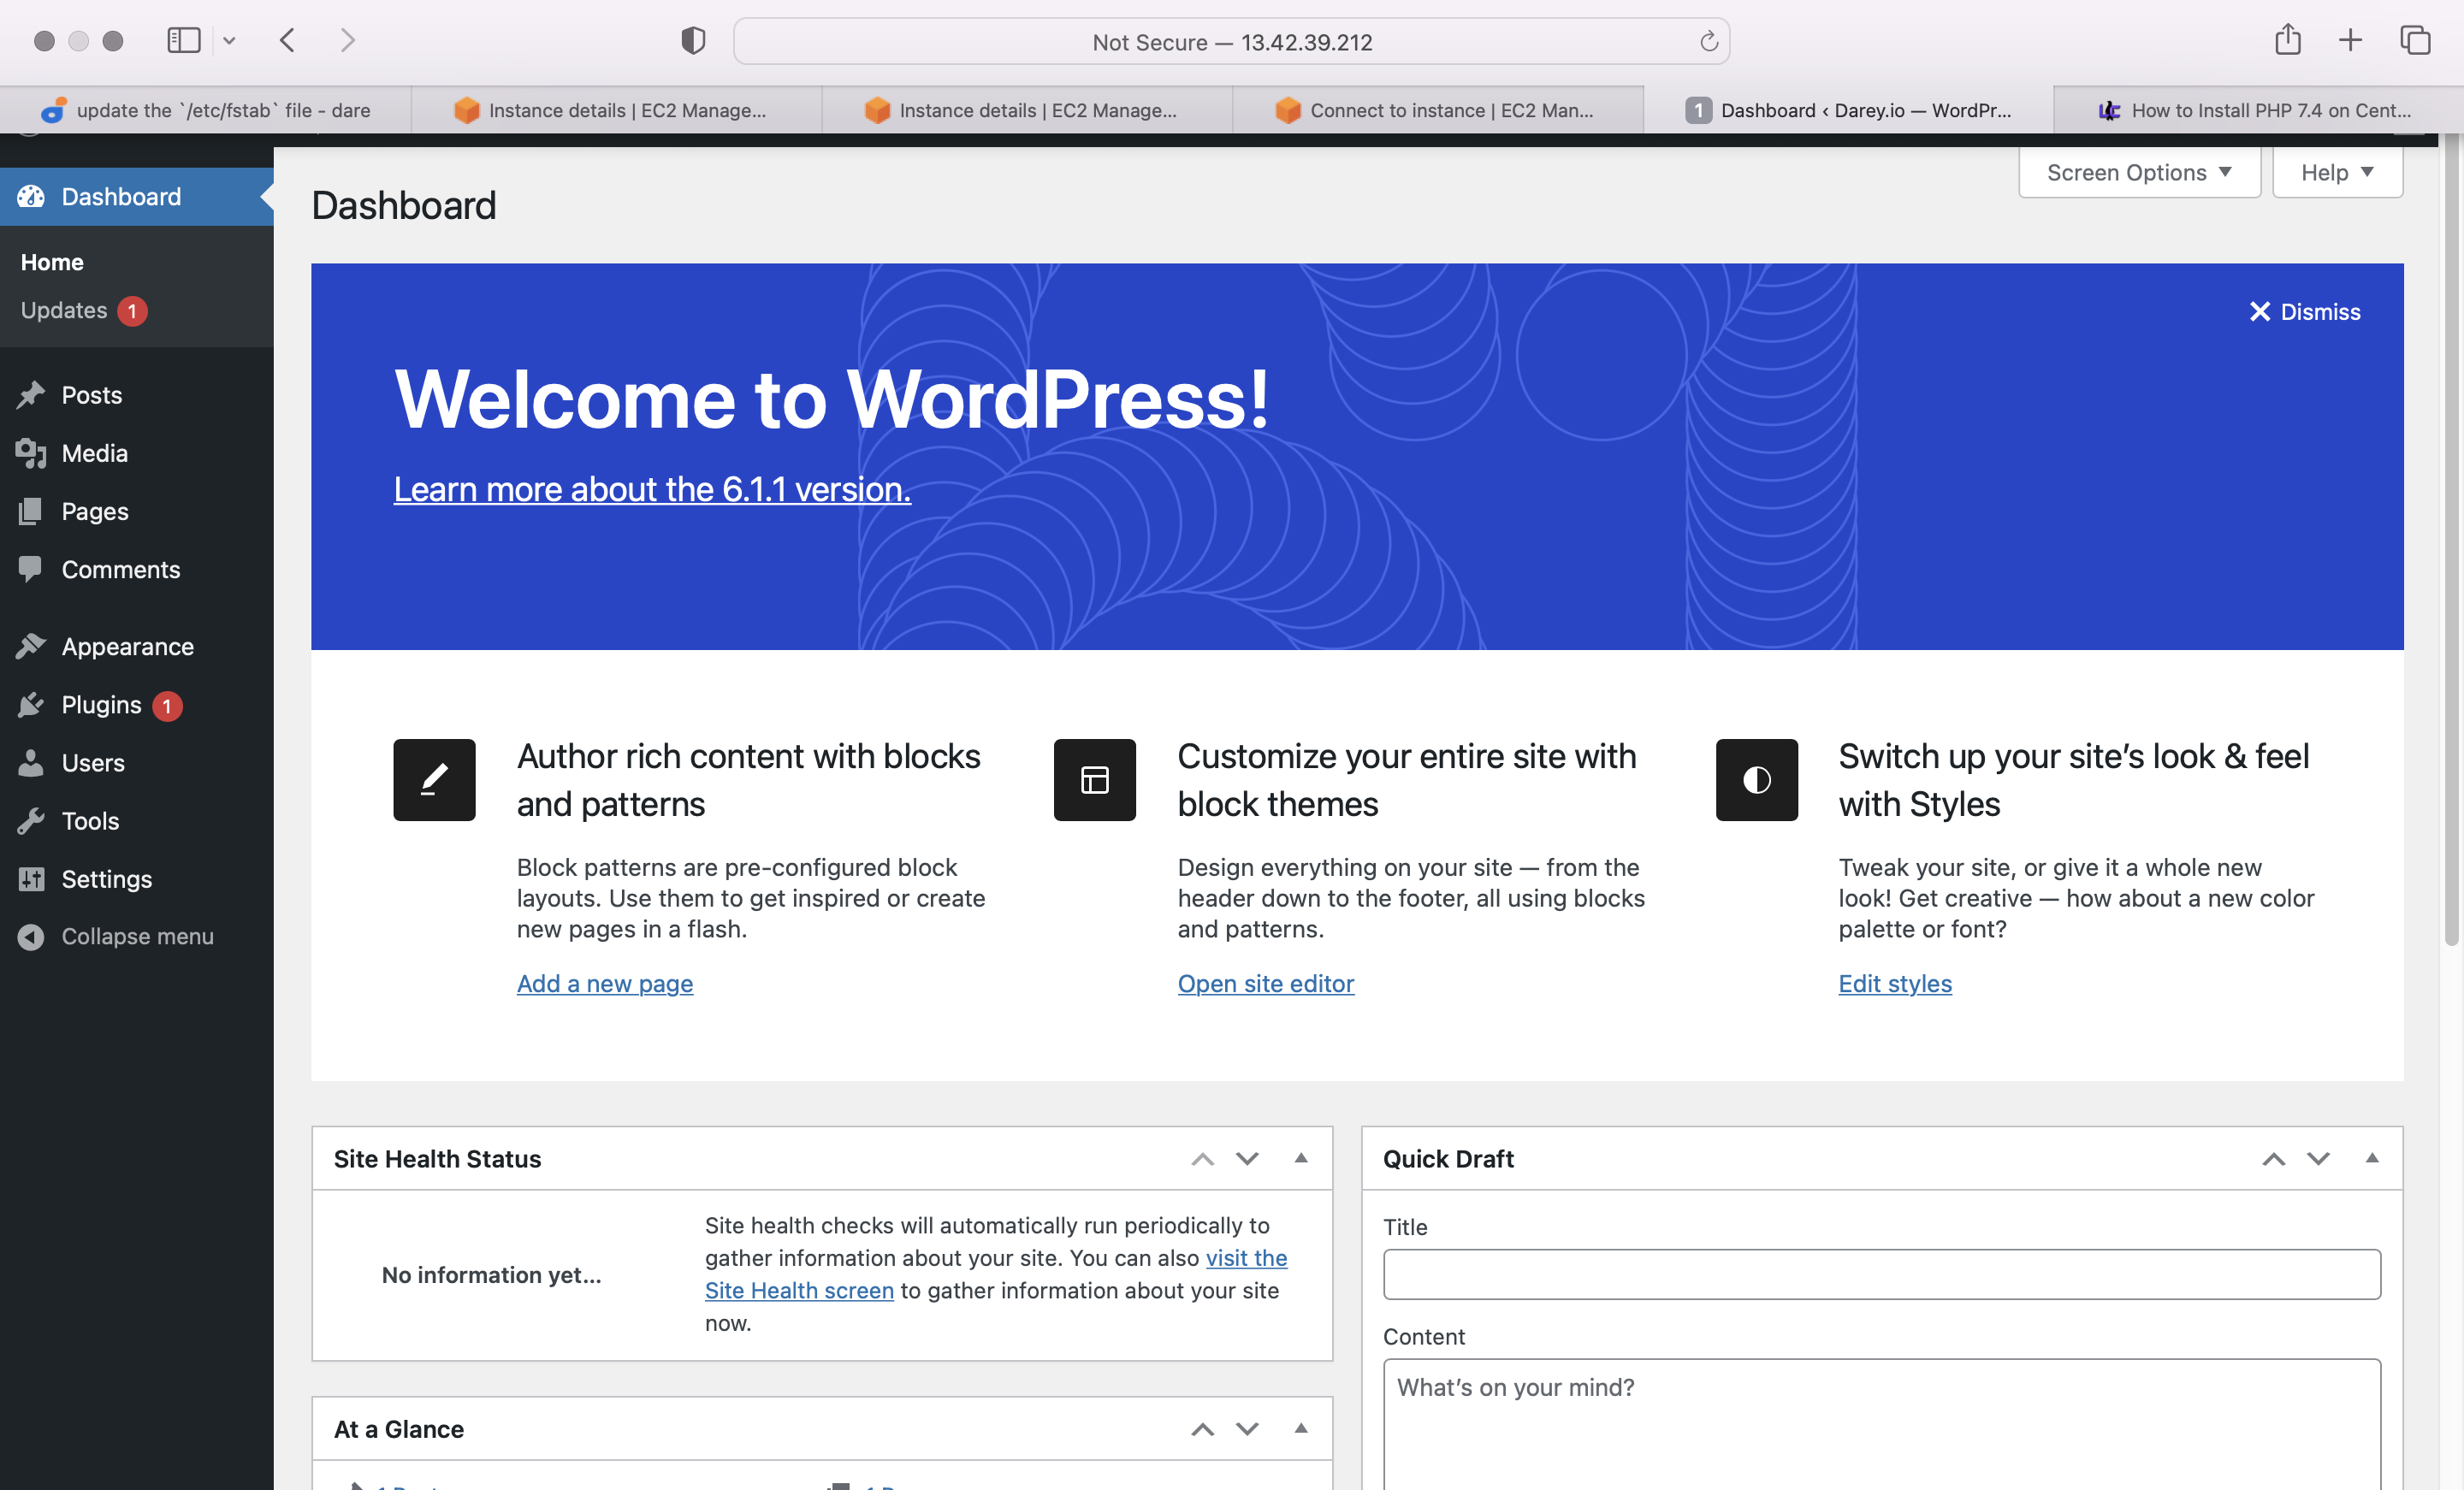 Not Secure — 13.42.39.212
update the `/etc/fstab` file - dare
Instance details | EC2 Manage...
Instance details | EC2 Manage...
Connect to instance | EC2 Man...
1 Dashboard ‹ Darey.io — WordPr...
How to Install PHP 7.4 on Cent...
Screen Options ▼
Help ▼
Dashboard
Home
Updates 1
Posts
Media
Pages
Comments
Appearance
Plugins 1
Users
Tools
Settings
Collapse menu
Dashboard
Dismiss
Welcome to WordPress!
Learn more about the 6.1.1 version.
Author rich content with blocks
and patterns
Block patterns are pre-configured block
layouts. Use them to get inspired or create
new pages in a flash.
Add a new page
Customize your entire site with
block themes
Design everything on your site — from the
header down to the footer, all using blocks
and patterns.
Open site editor
Switch up your site’s look & feel
with Styles
Tweak your site, or give it a whole new
look! Get creative — how about a new color
palette or font?
Edit styles
Site Health Status
No information yet...
Site health checks will automatically run periodically to
gather information about your site. You can also visit the
Site Health screen to gather information about your site
now.
At a Glance
Quick Draft
Title
Content
What’s on your mind?